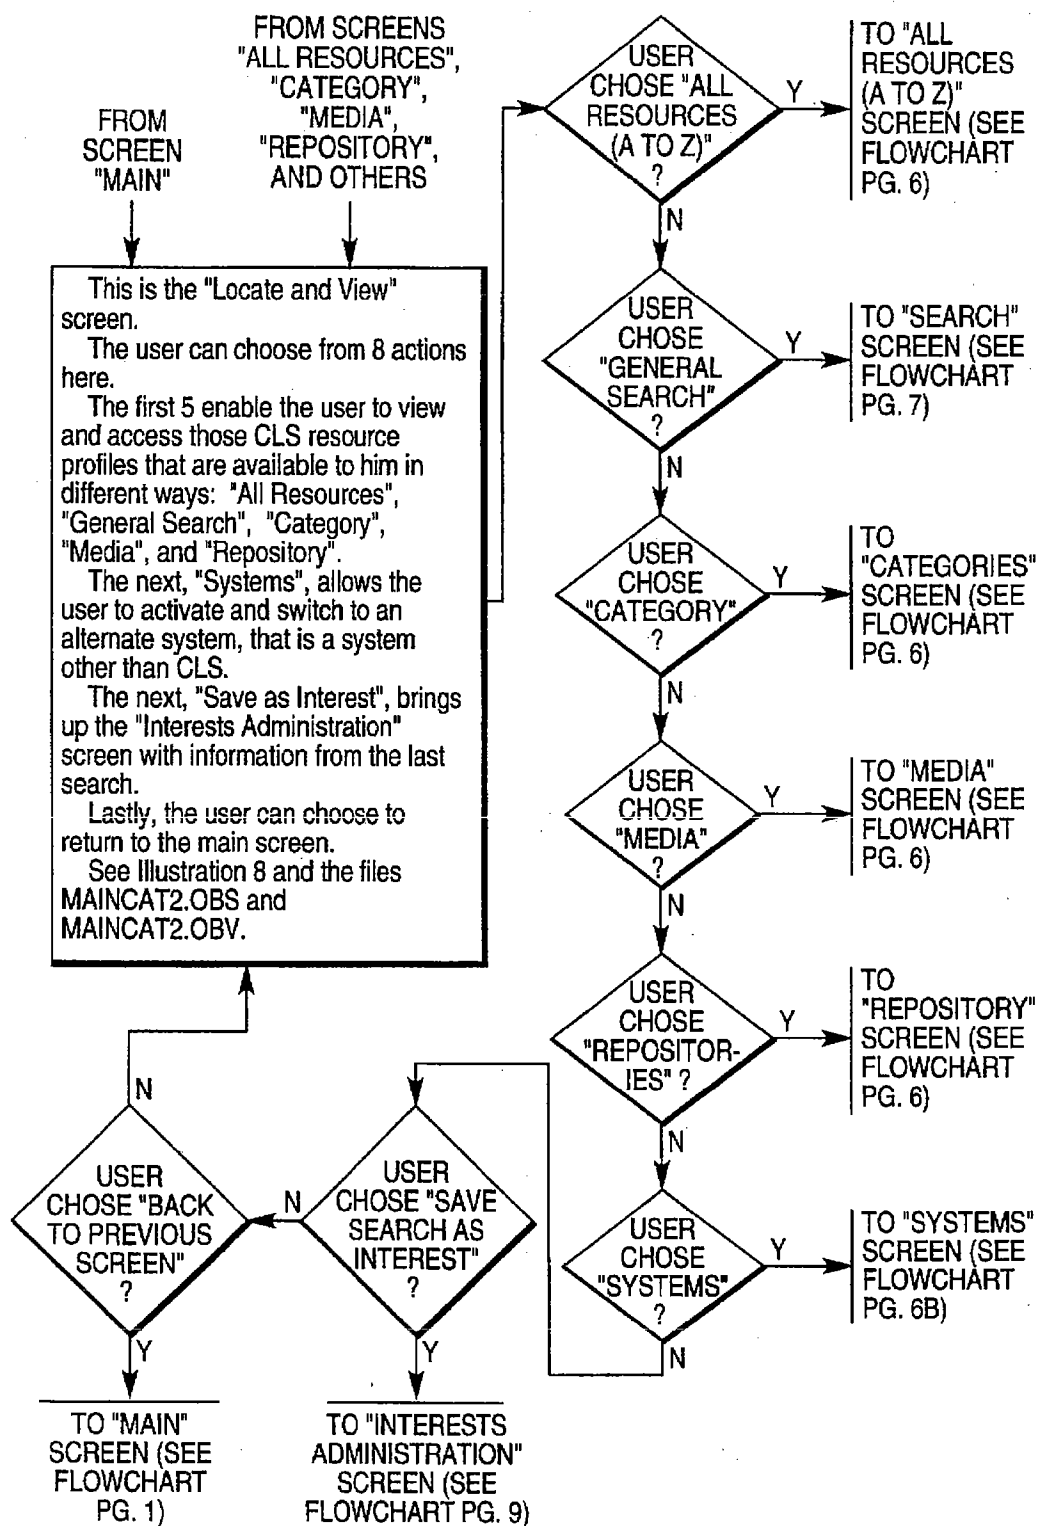 FROM
SCREEN
"MAIN"
FROM SCREENS
"ALL RESOURCES",
"CATEGORY",
"MEDIA",
"REPOSITORY",
AND OTHERS
This is the "Locate and View"
screen.
The user can choose from 8 actions
here.
The first 5 enable the user to view
and access those CLS resource
profiles that are available to him in
different ways: "All Resources",
"General Search", "Category",
"Media", and "Repository".
The next, "Systems", allows the
user to activate and switch to an
alternate system, that is a system
other than CLS.
The next, "Save as Interest", brings
up the "Interests Administration"
screen with information from the last
search.
Lastly, the user can choose to
return to the main screen.
See Illustration 8 and the files
MAINCAT2.OBS and
MAINCAT2.OBV.
USER
CHOSE "ALL
RESOURCES
(A TO Z)"
?
Y
TO "ALL
RESOURCES
(A TO Z)"
SCREEN (SEE
FLOWCHART
PG. 6)
N
USER
CHOSE
"GENERAL
SEARCH"
?
Y
TO "SEARCH"
SCREEN (SEE
FLOWCHART
PG. 7)
N
USER
CHOSE
"CATEGORY"
?
Y
TO
"CATEGORIES"
SCREEN (SEE
FLOWCHART
PG. 6)
N
USER
CHOSE
"MEDIA"
?
Y
TO "MEDIA"
SCREEN (SEE
FLOWCHART
PG. 6)
N
USER
CHOSE
"REPOSITOR-
IES" ?
Y
TO
"REPOSITORY"
SCREEN (SEE
FLOWCHART
PG. 6)
N
USER
CHOSE
"SYSTEMS"
?
Y
TO "SYSTEMS"
SCREEN (SEE
FLOWCHART
PG. 6B)
N
USER
CHOSE "SAVE
SEARCH AS
INTEREST"
?
Y
TO "INTERESTS
ADMINISTRATION"
SCREEN (SEE
FLOWCHART PG. 9)
N
USER
CHOSE "BACK
TO PREVIOUS
SCREEN"
?
N
Y
TO "MAIN"
SCREEN (SEE
FLOWCHART
PG. 1)